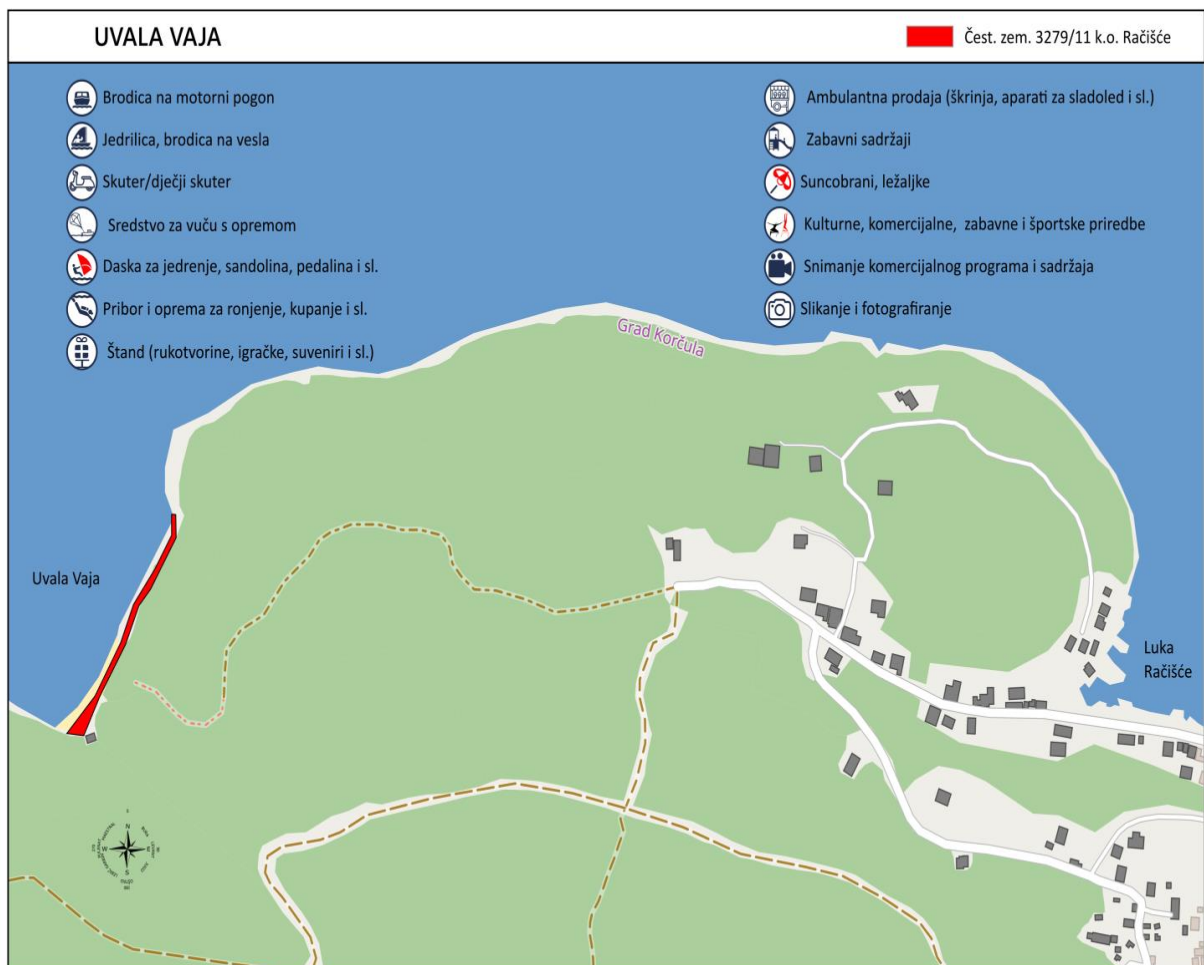 UVALA VAJA
Čest. zem. 3279/11 k.o. Račišće
Brodica na motorni pogon
Jedrilica, brodica na vesla
Skuter/dječji skuter
Sredstvo za vuču s opremom
Daska za jedrenje, sandolina, pedalina i sl.
Pribor i oprema za ronjenje, kupanje i sl.
Štand (rukotvorine, igračke, suveniri i sl.)
Ambulantna prodaja (škrinja, aparati za sladoled i sl.)
Zabavni sadržaji
Suncobrani, ležaljke
Kulturne, komercijalne, zabavne i športske priredbe
Snimanje komercijalnog programa i sadržaja
Slikanje i fotografiranje
Grad Korčula
Uvala Vaja
Luka
Račišće
N
W
E
S